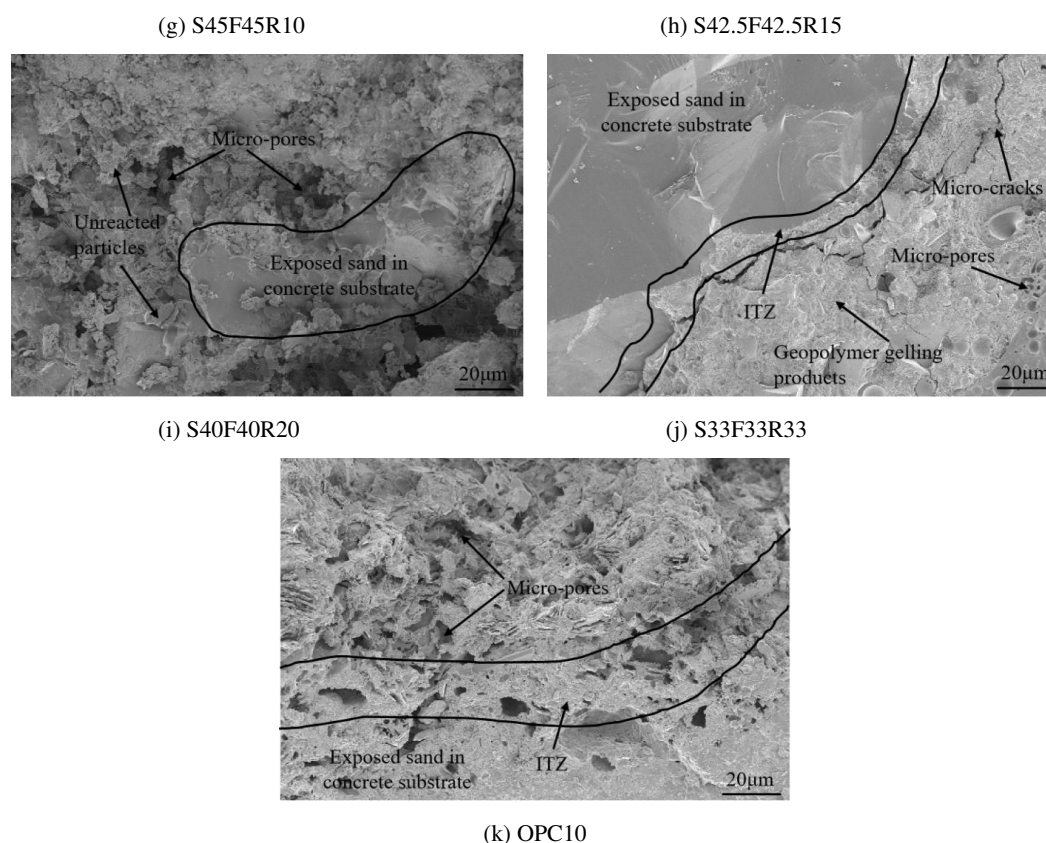 (g) S45F45R10
(h) S42.5F42.5R15
Micro-pores
Unreacted
particles
Exposed sand in
concrete substrate
20μm
Exposed sand in
concrete substrate
Micro-cracks
Micro-pores
ITZ
Geopolymer gelling
products
20μm
(i) S40F40R20
(j) S33F33R33
Micro-pores
Exposed sand in
concrete substrate
ITZ
20μm
(k) OPC10